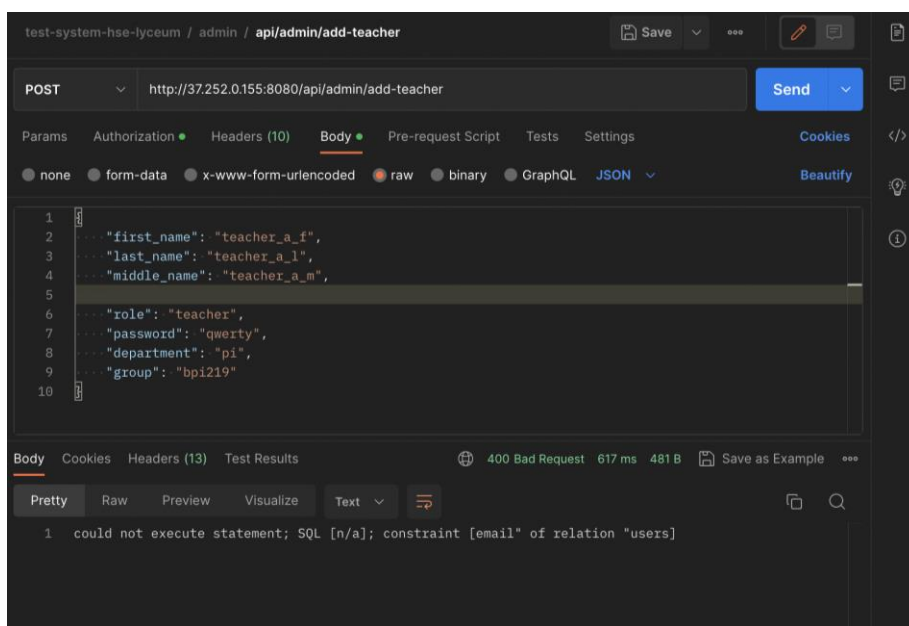 test-system-hse-lyceum / admin / api/admin/add-teacher Save
POST http://37.252.0.155:8080/api/admin/add-teacher Send
Params Authorization Headers (10) Body Pre-request Script Tests Settings Cookies
none form-data x-www-form-urlencoded raw binary GraphQL JSON Beautify
1 {
2 "first_name": "teacher_a_f",
3 "last_name": "teacher_a_l",
4 "middle_name": "teacher_a_m",
5
6 "role": "teacher",
7 "password": "qwerty",
8 "department": "pi",
9 "group": "bpi219"
10 }
Body Cookies Headers (13) Test Results 400 Bad Request 617 ms 481 B Save as Example
Pretty Raw Preview Visualize Text
1 could not execute statement; SQL [n/a]; constraint [email" of relation "users]